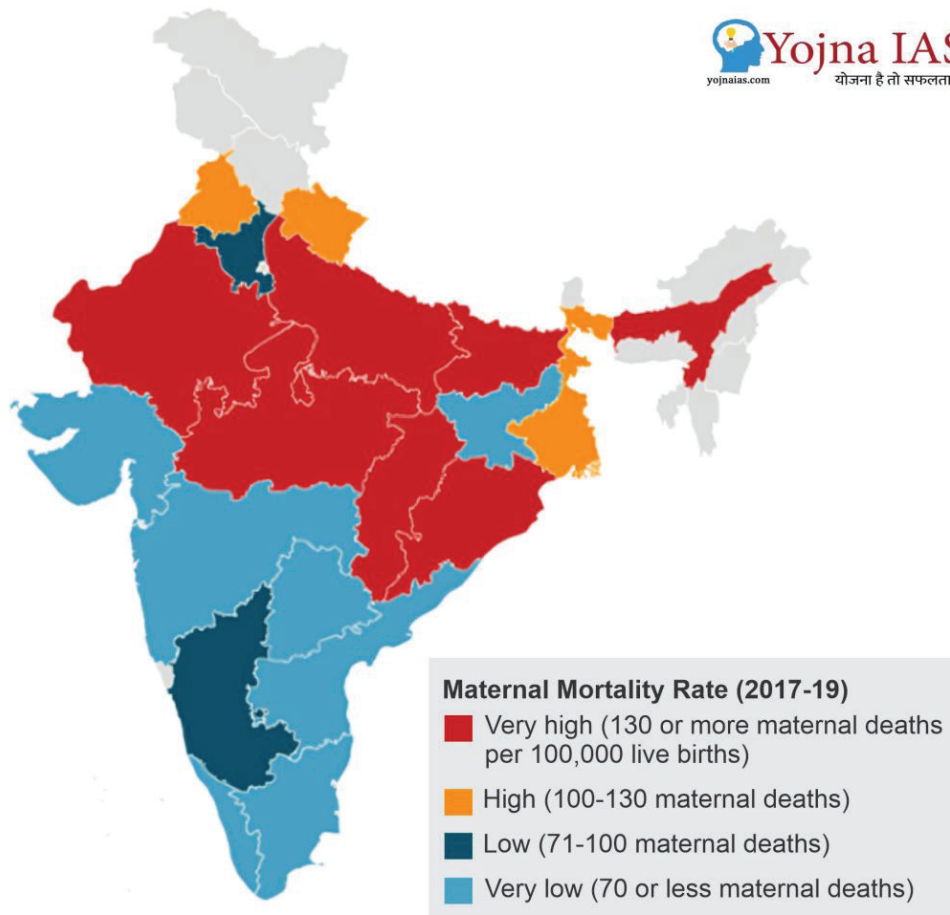 Yojna IAS
yojnaias.com
योजना है तो सफलता
Maternal Mortality Rate (2017-19)
Very high (130 or more maternal deaths
per 100,000 live births)
High (100-130 maternal deaths)
Low (71-100 maternal deaths)
Very low (70 or less maternal deaths)